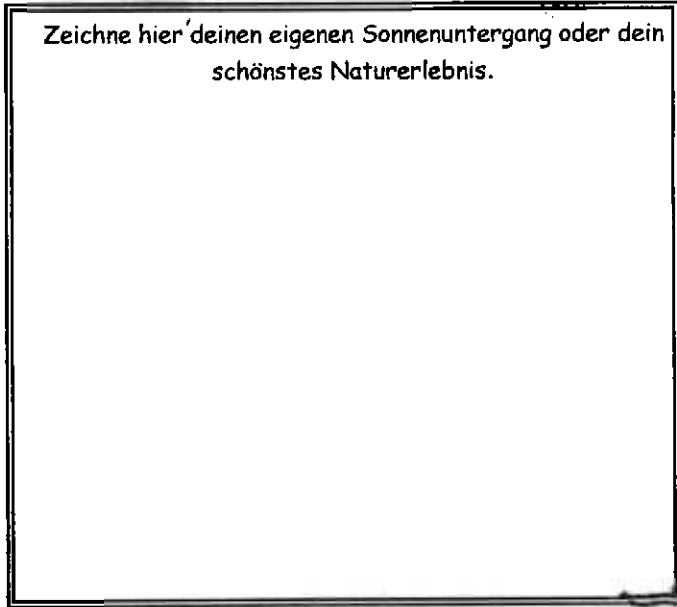 Zeichne hier deinen eigenen Sonnenuntergang oder dein
schönstes Naturerlebnis.